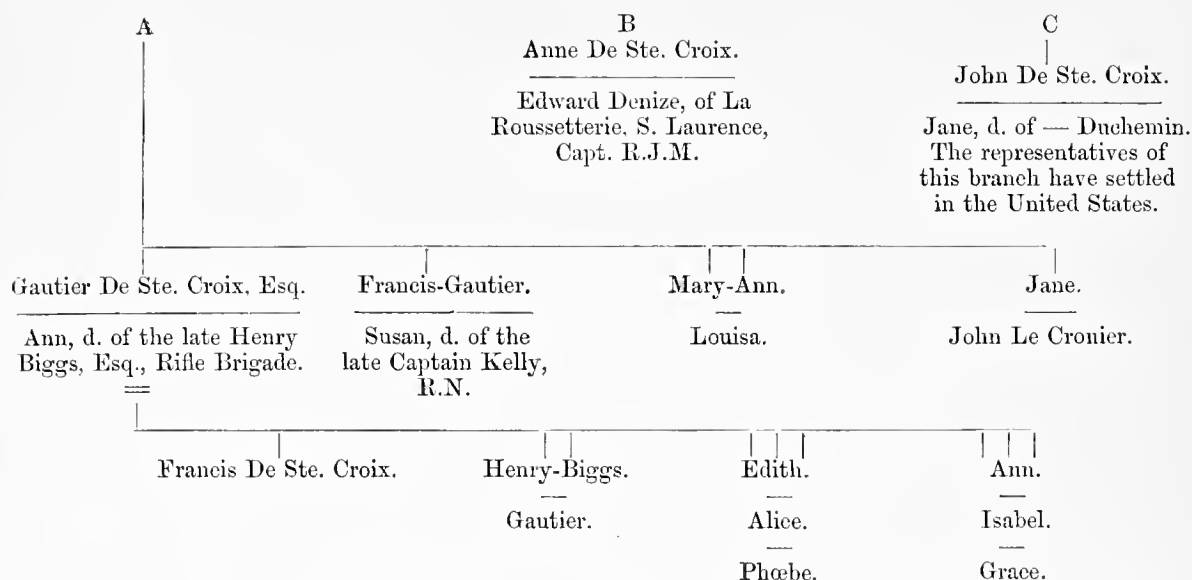 A
B
C
Anne De Ste. Croix.
John De Ste. Croix.
Edward Denize, of La
Roussetterie, S. Laurence,
Capt. R.J.M.
Jane, d. of — Duchemin.
The representatives of
this branch have settled
in the United States.
Gautier De Ste. Croix, Esq.
Francis-Gautier.
Mary-Ann.
Jane.
Ann, d. of the late Henry
Biggs, Esq., Rifle Brigade.
Susan, d. of the
late Captain Kelly,
R.N.
Louisa.
John Le Cronier.
Francis De Ste. Croix.
Henry-Biggs.
Edith.
Ann.
Gautier.
Alice.
Isabel.
Phœbe.
Grace.